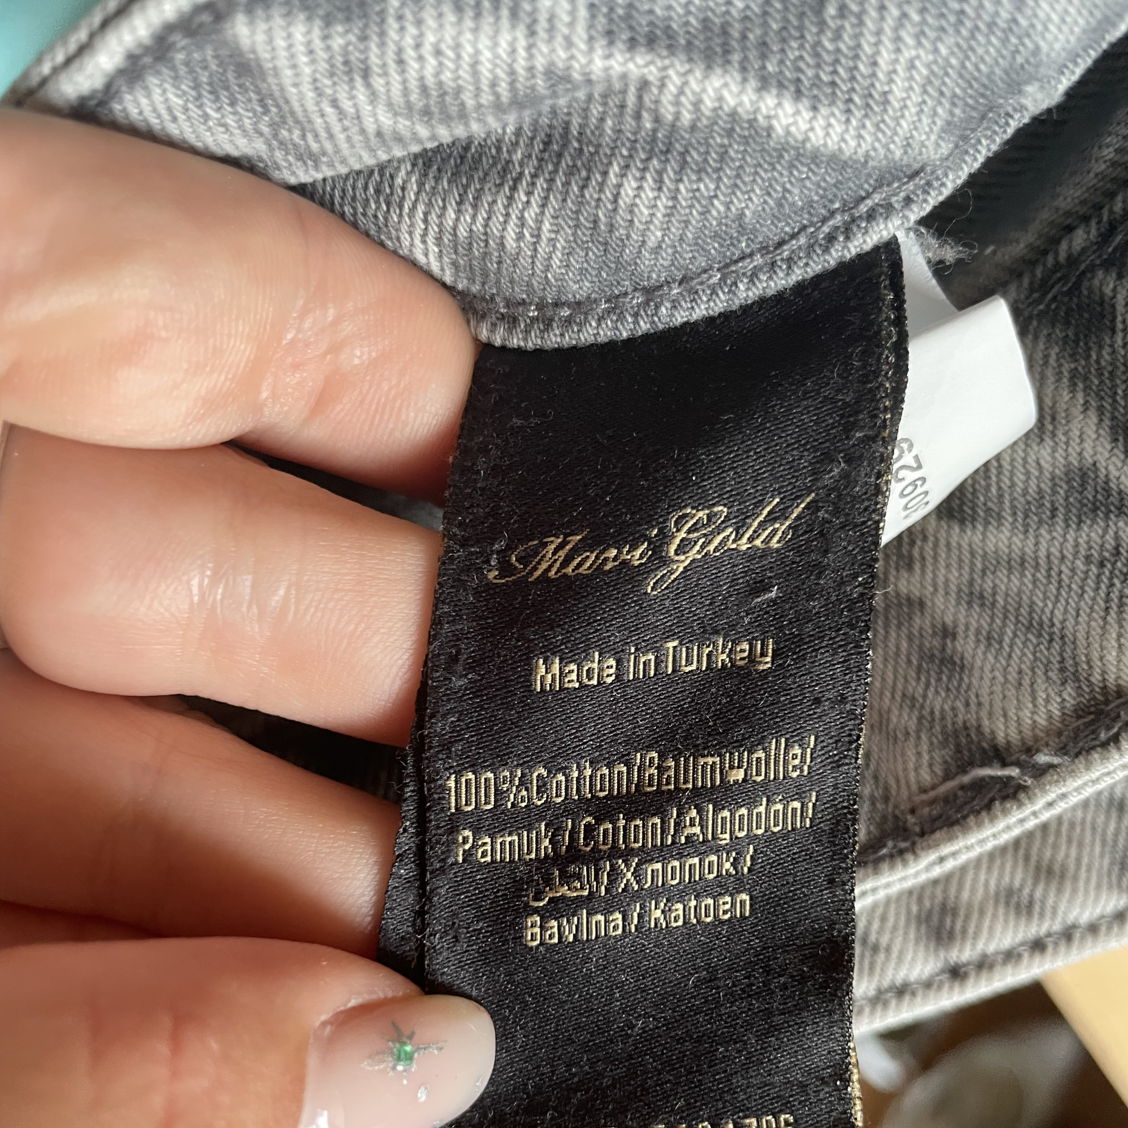 Mavi Gold
Made in Turkey
100%Cotton/Baumwolle/
Pamuk/Coton/Algodón/
القطن/Хлопок/
Bavlna/Katoen